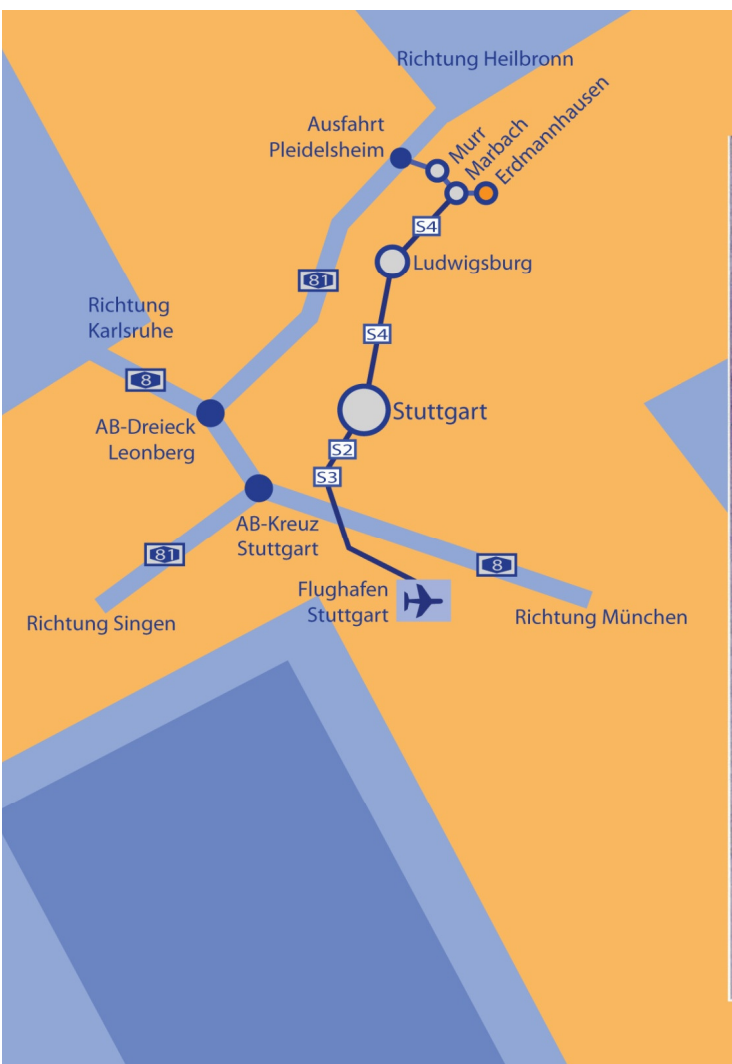 Richtung Heilbronn
Ausfahrt
Pleidelsheim
Murr
Marbach
Erdmannhausen
S4
Ludwigsburg
81
Richtung
Karlsruhe
S4
8
AB-Dreieck
Leonberg
Stuttgart
S2
S3
AB-Kreuz
Stuttgart
81
8
Flughafen
Stuttgart
Richtung Singen
Richtung München